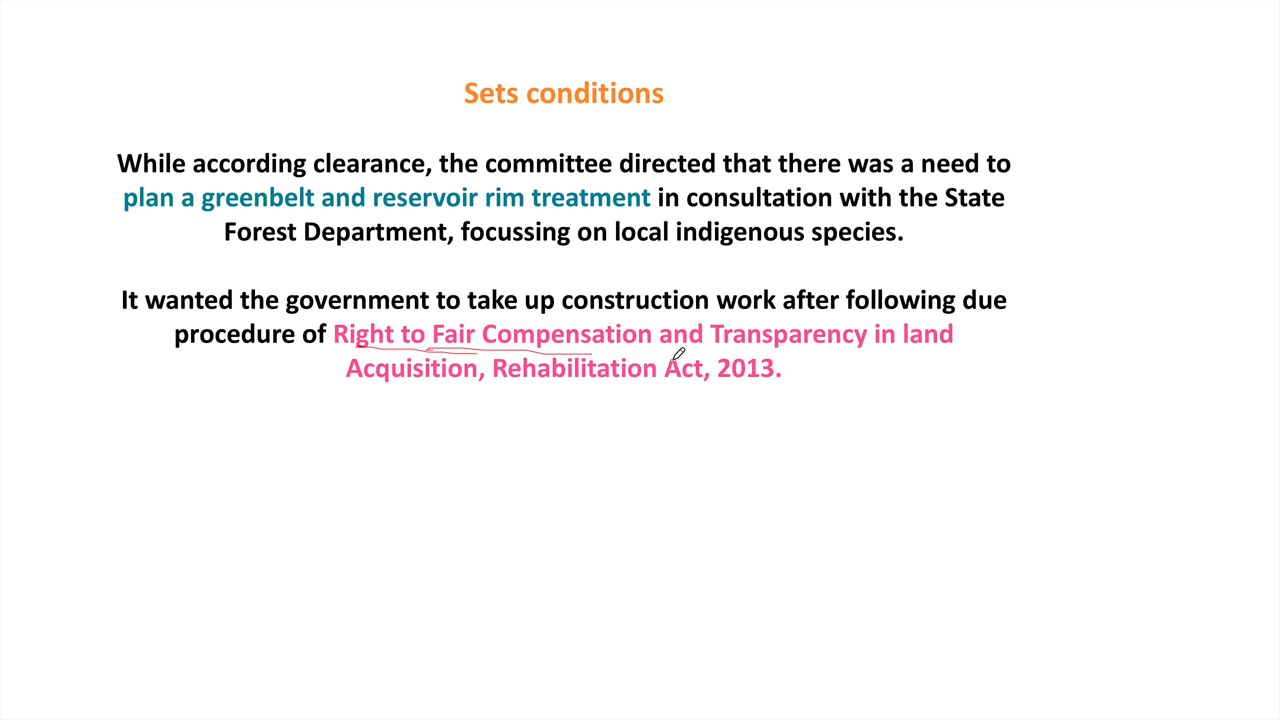 Sets conditions
While according clearance, the committee directed that there was a need to
plan a greenbelt and reservoir rim treatment in consultation with the State
Forest Department, focussing on local indigenous species.
It wanted the government to take up construction work after following due
procedure of Right to Fair Compensation and Transparency in land
Acquisition, Rehabilitation Act, 2013.